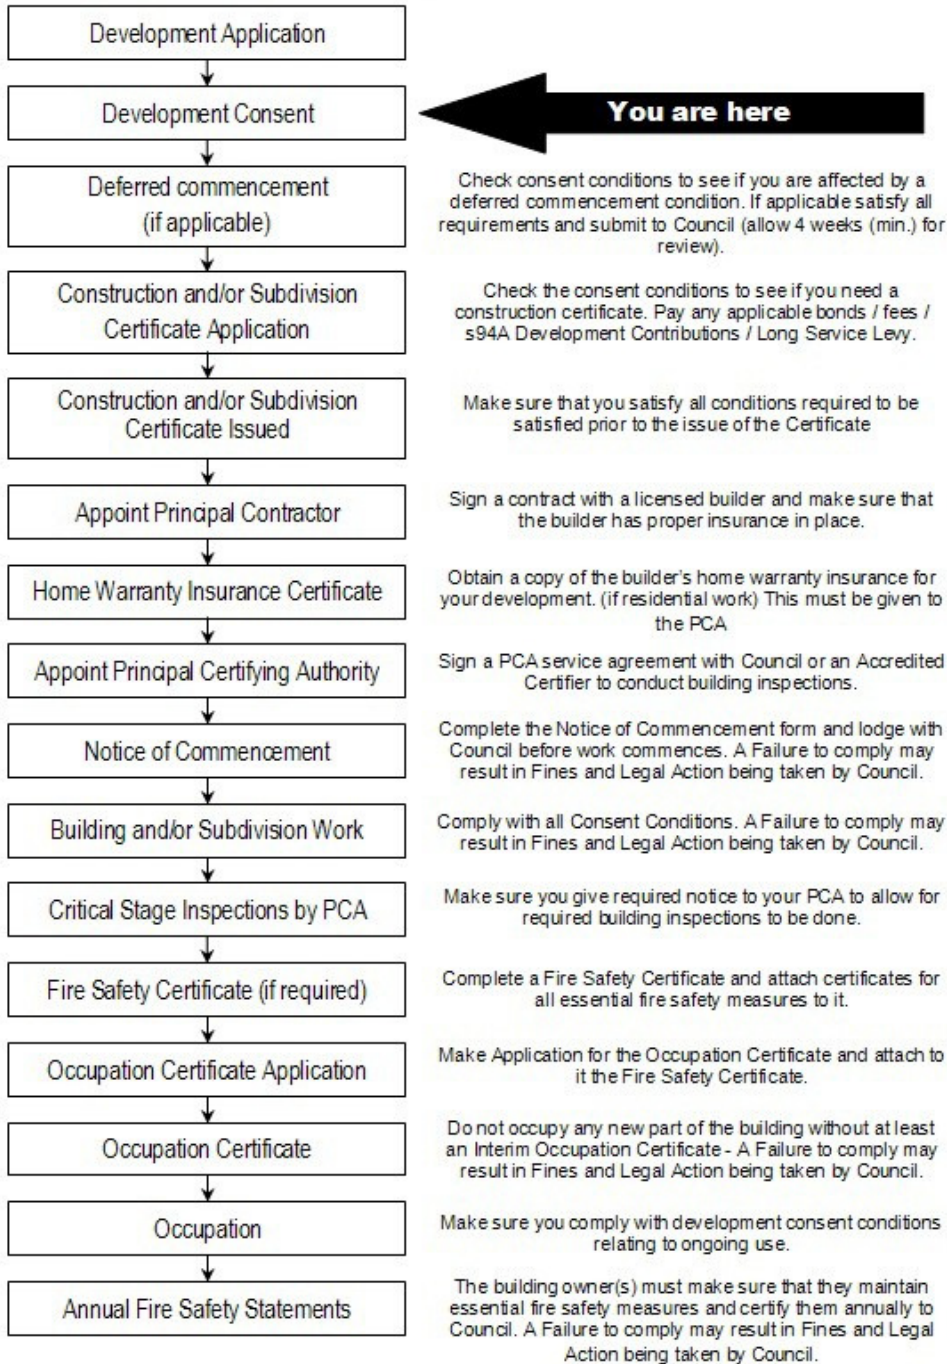 Development Application
Development Consent
You are here
Deferred commencement
(if applicable)
Check consent conditions to see if you are affected by a
deferred commencement condition. If applicable satisfy all
requirements and submit to Council (allow 4 weeks (min.) for
review).
Construction and/or Subdivision
Certificate Application
Check the consent conditions to see if you need a
construction certificate. Pay any applicable bonds / fees /
s94A Development Contributions / Long Service Levy.
Construction and/or Subdivision
Certificate Issued
Make sure that you satisfy all conditions required to be
satisfied prior to the issue of the Certificate
Appoint Principal Contractor
Sign a contract with a licensed builder and make sure that
the builder has proper insurance in place.
Home Warranty Insurance Certificate
Obtain a copy of the builder's home warranty insurance for
your development. (if residential work) This must be given to
the PCA
Appoint Principal Certifying Authority
Sign a PCA service agreement with Council or an Accredited
Certifier to conduct building inspections.
Notice of Commencement
Complete the Notice of Commencement form and lodge with
Council before work commences. A Failure to comply may
result in Fines and Legal Action being taken by Council.
Building and/or Subdivision Work
Comply with all Consent Conditions. A Failure to comply may
result in Fines and Legal Action being taken by Council.
Critical Stage Inspections by PCA
Make sure you give required notice to your PCA to allow for
required building inspections to be done.
Fire Safety Certificate (if required)
Complete a Fire Safety Certificate and attach certificates for
all essential fire safety measures to it.
Occupation Certificate Application
Make Application for the Occupation Certificate and attach to
it the Fire Safety Certificate.
Occupation Certificate
Do not occupy any new part of the building without at least
an Interim Occupation Certificate - A Failure to comply may
result in Fines and Legal Action being taken by Council.
Occupation
Make sure you comply with development consent conditions
relating to ongoing use.
Annual Fire Safety Statements
The building owner(s) must make sure that they maintain
essential fire safety measures and certify them annually to
Council. A Failure to comply may result in Fines and Legal
Action being taken by Council.